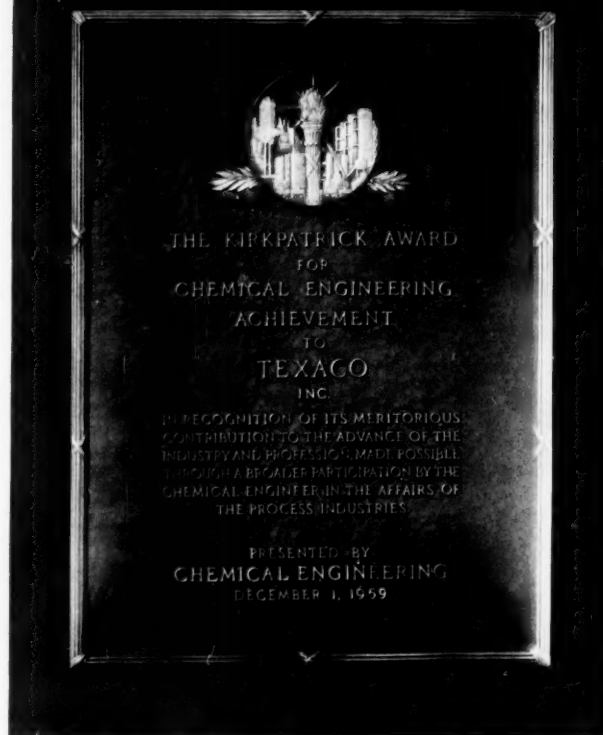 THE KIRKPATRICK AWARD
FOR
CHEMICAL ENGINEERING
ACHIEVEMENT
TO
TEXACO
INC.
IN RECOGNITION OF ITS MERITORIOUS
CONTRIBUTION TO THE ADVANCE OF THE
INDUSTRY AND PROFESSION, MADE POSSIBLE
THROUGH A BROADER PARTICIPATION BY THE
CHEMICAL ENGINEER IN THE AFFAIRS OF
THE PROCESS INDUSTRIES
PRESENTED BY
CHEMICAL ENGINEERING
DECEMBER 1, 1959